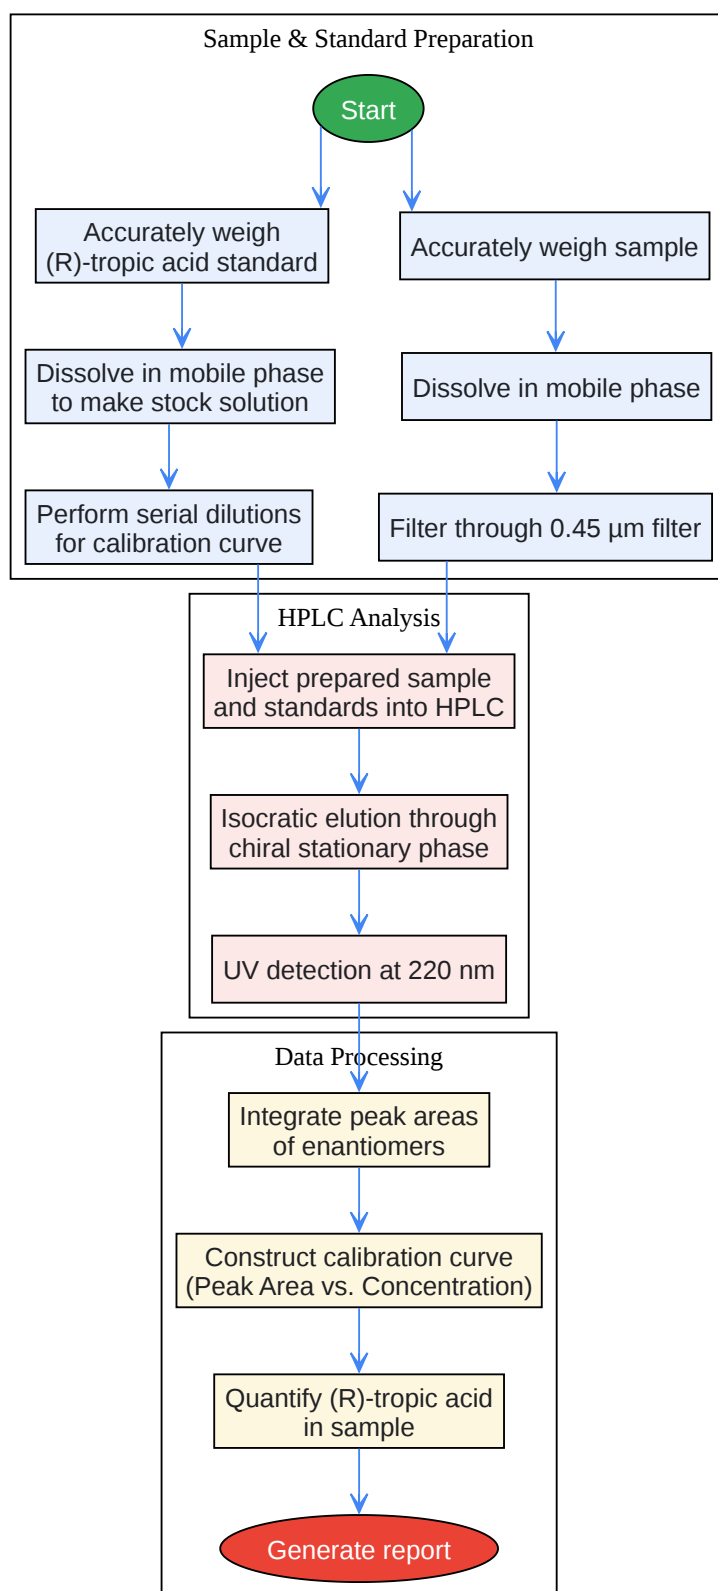 Sample & Standard Preparation
Start
Accurately weigh
(R)-tropic acid standard
Accurately weigh sample
Dissolve in mobile phase
to make stock solution
Dissolve in mobile phase
Perform serial dilutions
for calibration curve
Filter through 0.45 µm filter
HPLC Analysis
Inject prepared sample
and standards into HPLC
Isocratic elution through
chiral stationary phase
UV detection at 220 nm
Data Processing
Integrate peak areas
of enantiomers
Construct calibration curve
(Peak Area vs. Concentration)
Quantify (R)-tropic acid
in sample
Generate report